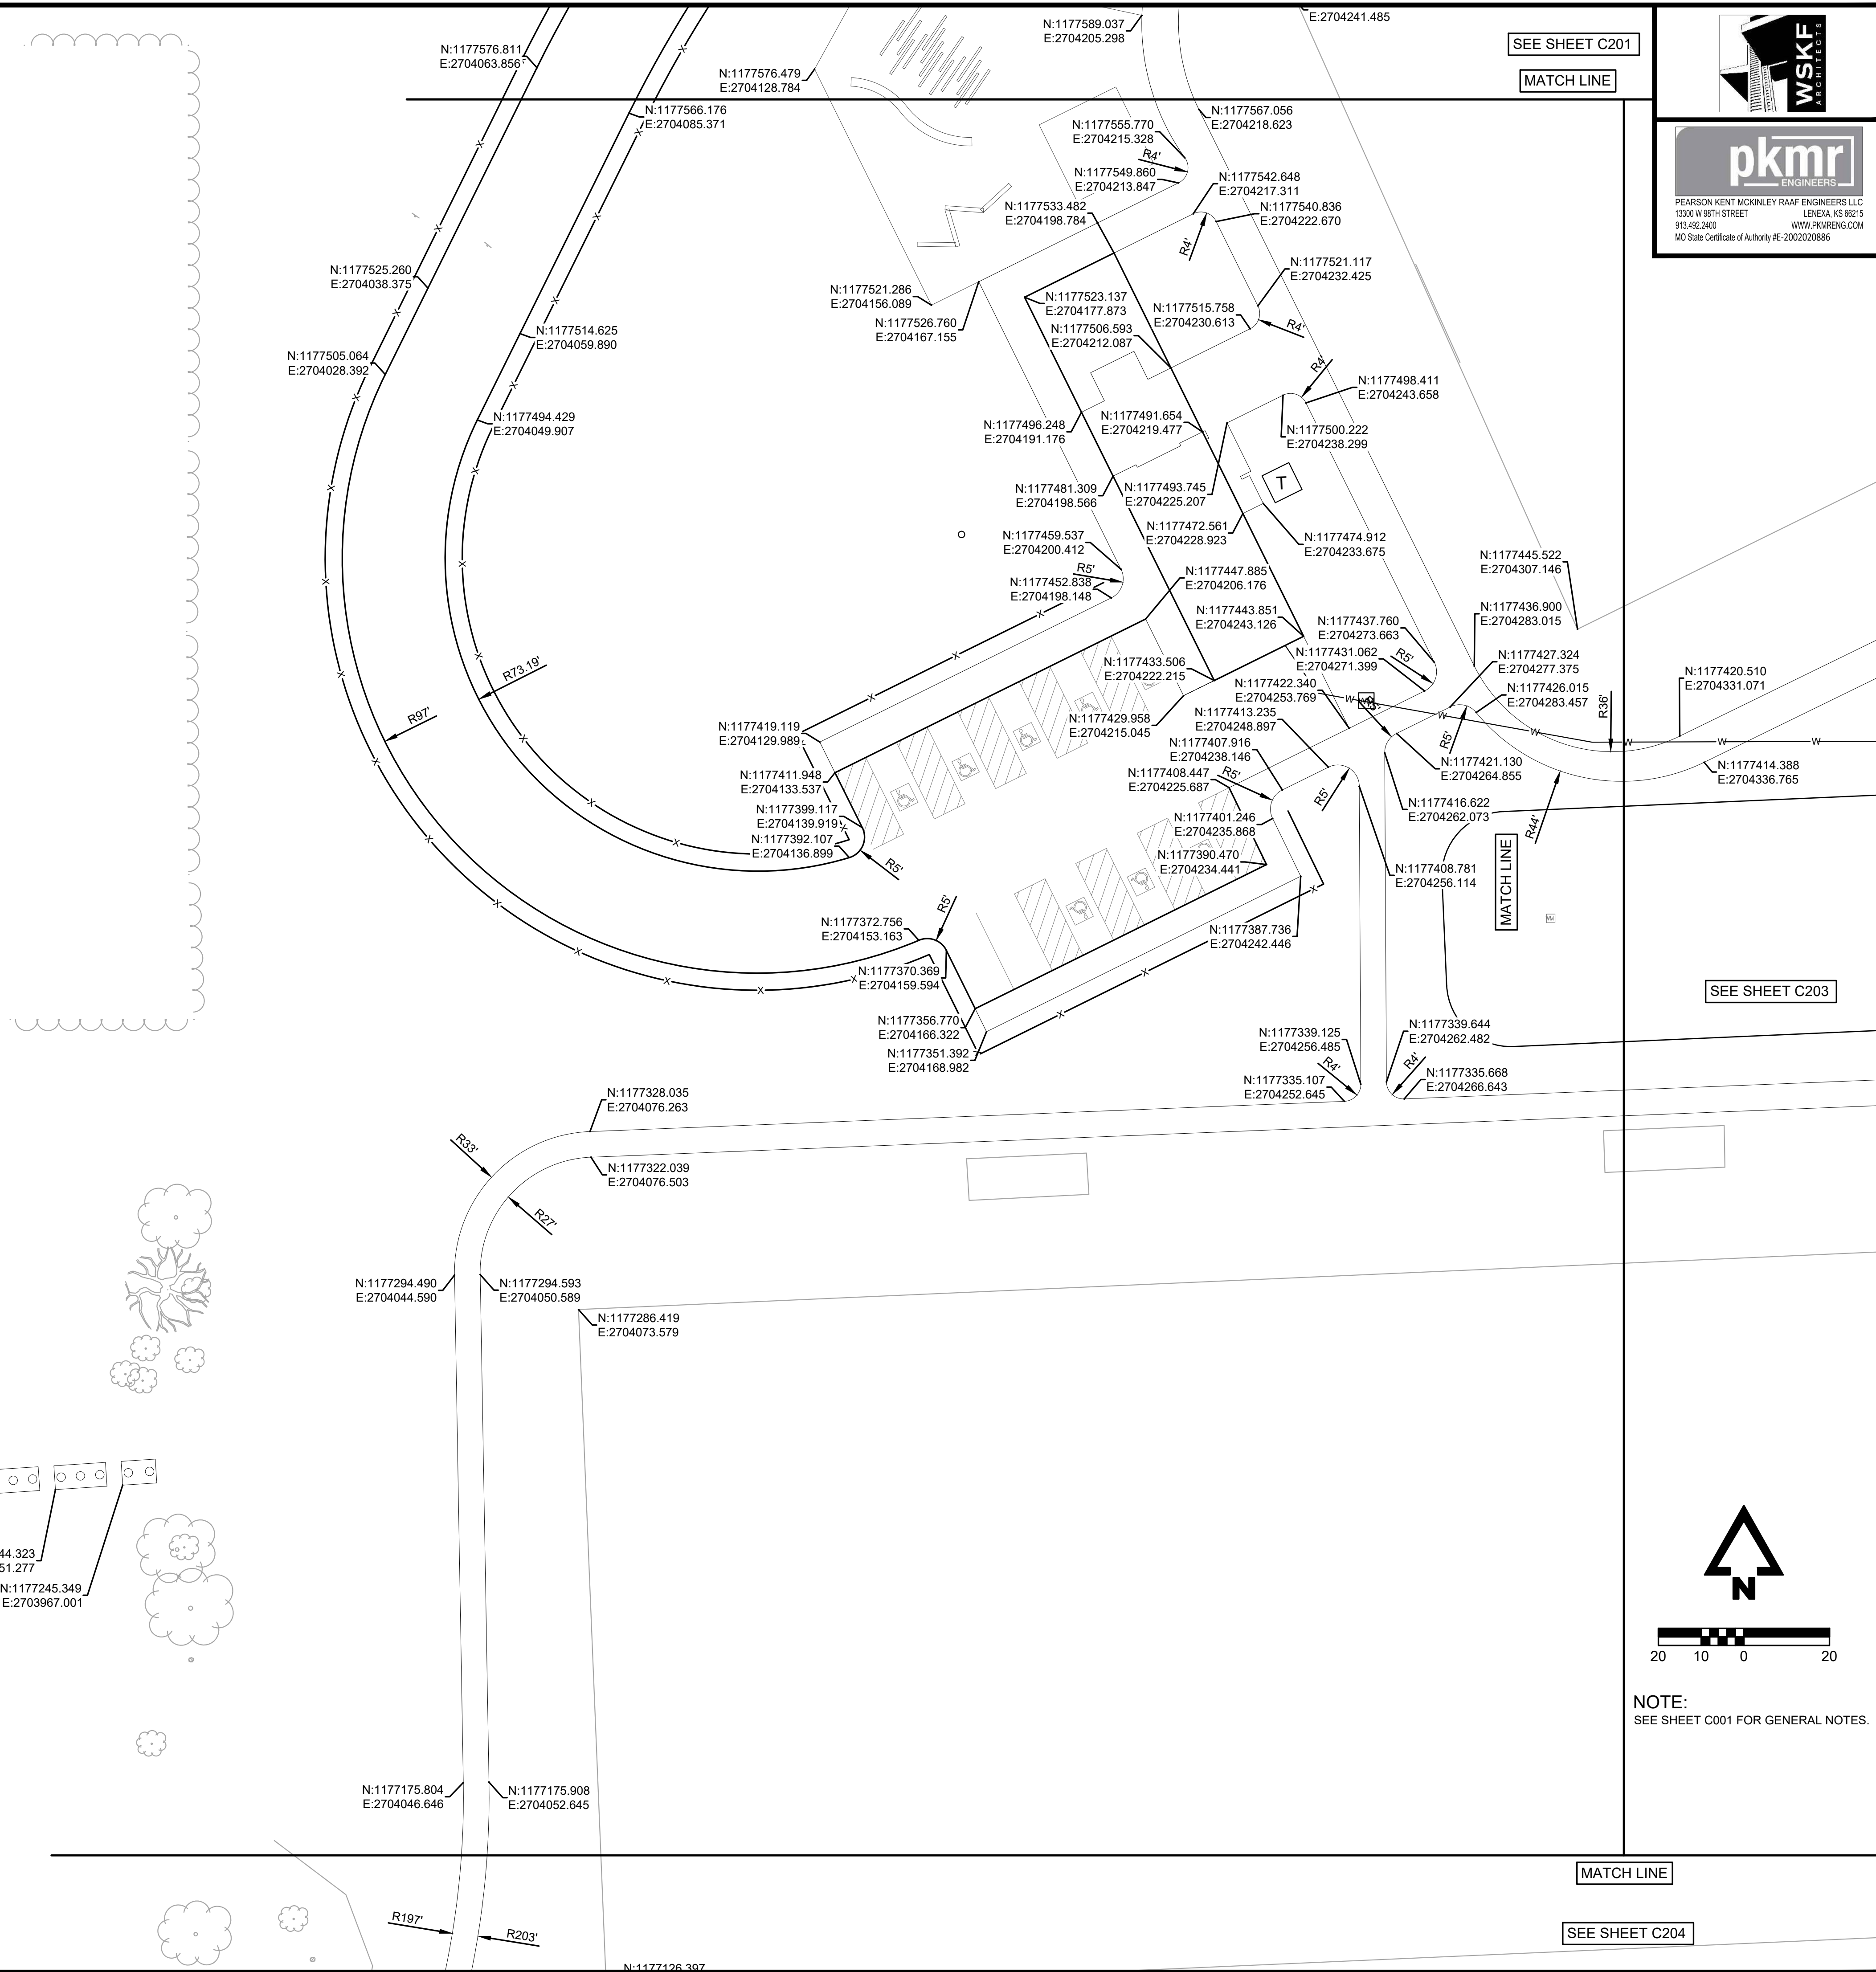 N:1177589.037
E:2704205.298
E:2704241.485
SEE SHEET C201
MATCH LINE
WSKF
ARCHITECTS
N:1177576.811
E:2704063.856
N:1177576.479
E:2704128.784
N:1177566.176
E:2704085.371
N:1177567.056
E:2704218.623
N:1177555.770
E:2704215.328
R4'
N:1177549.860
E:2704213.847
N:1177542.648
E:2704217.311
N:1177533.482
E:2704198.784
N:1177540.836
E:2704222.670
R4'
pkmr
ENGINEERS
PEARSON KENT MCKINLEY RAAF ENGINEERS LLC
13300 W 98TH STREET LENEXA, KS 66215
913.492.2400 WWW.PKMRENG.COM
MO State Certificate of Authority #E-2002020886
N:1177525.260
E:2704038.375
N:1177521.286
E:2704156.089
N:1177526.760
E:2704167.155
N:1177523.137
E:2704177.873
N:1177521.117
E:2704232.425
N:1177515.758
E:2704230.613
R4'
N:1177506.593
E:2704212.087
N:1177514.625
E:2704059.890
N:1177505.064
E:2704028.392
R4'
N:1177498.411
E:2704243.658
N:1177494.429
E:2704049.907
N:1177496.248
E:2704191.176
N:1177491.654
E:2704219.477
N:1177500.222
E:2704238.299
T
N:1177481.309
E:2704198.566
N:1177493.745
E:2704225.207
N:1177472.561
E:2704228.923
N:1177474.912
E:2704233.675
N:1177459.537
E:2704200.412
R5'
N:1177452.838
E:2704198.148
N:1177447.885
E:2704206.176
N:1177445.522
E:2704307.146
N:1177443.851
E:2704243.126
N:1177436.900
E:2704283.015
N:1177437.760
E:2704273.663
N:1177431.062
E:2704271.399
R5'
N:1177427.324
E:2704277.375
N:1177433.506
E:2704222.215
N:1177422.340
E:2704253.769
N:1177426.015
E:2704283.457
N:1177420.510
E:2704331.071
R73.19'
R97'
N:1177429.958
E:2704215.045
N:1177413.235
E:2704248.897
R36'
W W W W W W
R5'
N:1177419.119
E:2704129.989
N:1177407.916
E:2704238.146
N:1177421.130
E:2704264.855
N:1177414.388
E:2704336.765
N:1177411.948
E:2704133.537
N:1177408.447
E:2704225.687
R5'
R5'
N:1177416.622
E:2704262.073
R44'
N:1177399.117
E:2704139.919
N:1177401.246
E:2704235.868
N:1177392.107
E:2704136.899
R5'
N:1177390.470
E:2704234.441
N:1177408.781
E:2704256.114
MATCH LINE
R5'
N:1177372.756
E:2704153.163
N:1177387.736
E:2704242.446
N:1177370.369
E:2704159.594
SEE SHEET C203
N:1177356.770
E:2704166.322
N:1177351.392
E:2704168.982
N:1177339.125
E:2704256.485
R4'
N:1177339.644
E:2704262.482
R4'
N:1177335.107
E:2704252.645
N:1177335.668
E:2704266.643
N:1177328.035
E:2704076.263
R33'
N:1177322.039
E:2704076.503
R27'
N:1177294.490
E:2704044.590
N:1177294.593
E:2704050.589
N:1177286.419
E:2704073.579
44.323
51.277
N:1177245.349
E:2703967.001
N
20 10 0 20
NOTE:
SEE SHEET C001 FOR GENERAL NOTES.
N:1177175.804
E:2704046.646
N:1177175.908
E:2704052.645
MATCH LINE
SEE SHEET C204
R197'
R203'
N:1177126.397